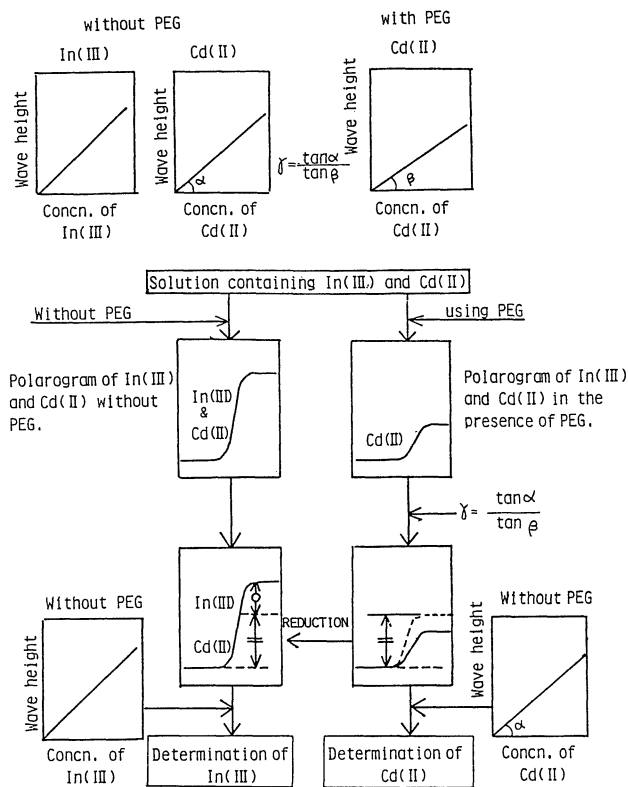 without PEG
with PEG
In(III)
Cd(II)
Cd(II)
Wave height
Wave height
Wave height
α
γ=tanα/tanβ
β
Concn. of
In(III)
Concn. of
Cd(II)
Concn. of
Cd(II)
Solution containing In(III) and Cd(II)
Without PEG
using PEG
Polarogram of In(III)
and Cd(II) without
PEG.
In(III)
&
Cd(II)
Cd(II)
Polarogram of In(III)
and Cd(II) in the
presence of PEG.
γ= tanα/tan β
Without PEG
Wave height
In(III)
Cd(II)
REDUCTION
Without PEG
Wave height
α
Concn. of
In(III)
Determination of
In(III)
Determination of
Cd(II)
Concn. of
Cd(II)